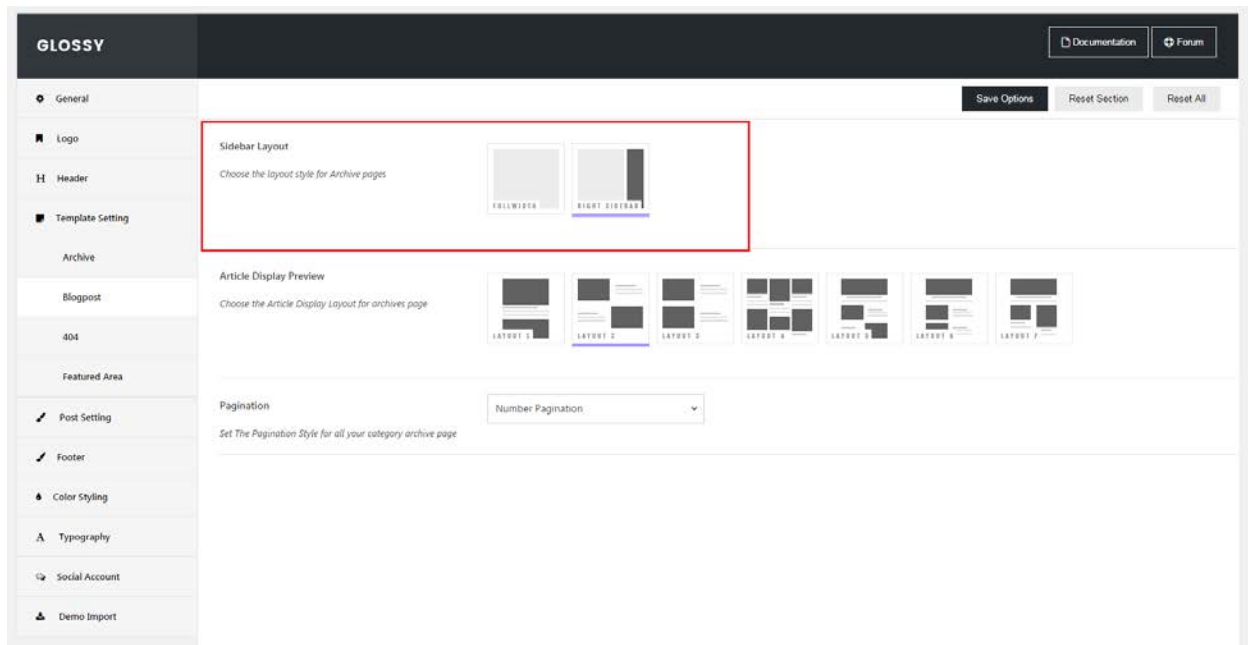 GLOSSY
Documentation
Forum
General
Save Options
Reset Section
Reset All
Logo
H Header
Template Setting
Archive
Blogpost
404
Featured Area
Post Setting
Footer
Color Styling
A Typography
Social Account
Demo Import
Sidebar Layout
Choose the layout style for Archive pages
FULLWIDTH
RIGHT SIDEBAR
Article Display Preview
Choose the Article Display Layout for archives page
LAYOUT 1
LAYOUT 2
LAYOUT 3
LAYOUT 4
LAYOUT 5
LAYOUT 6
LAYOUT 7
Pagination
Number Pagination
Set The Pagination Style for all your category archive page